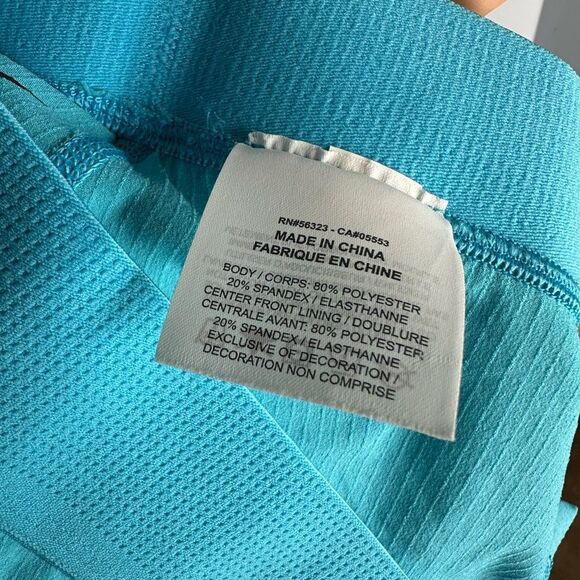 RN#56323 - CA#05553
MADE IN CHINA
FABRIQUE EN CHINE
BODY / CORPS: 80% POLYESTER
20% SPANDEX / ELASTHANNE
CENTER FRONT LINING / DOUBLURE
CENTRALE AVANT: 80% POLYESTER
20% SPANDEX / ELASTHANNE
EXCLUSIVE OF DECORATION /
DECORATION NON COMPRISE